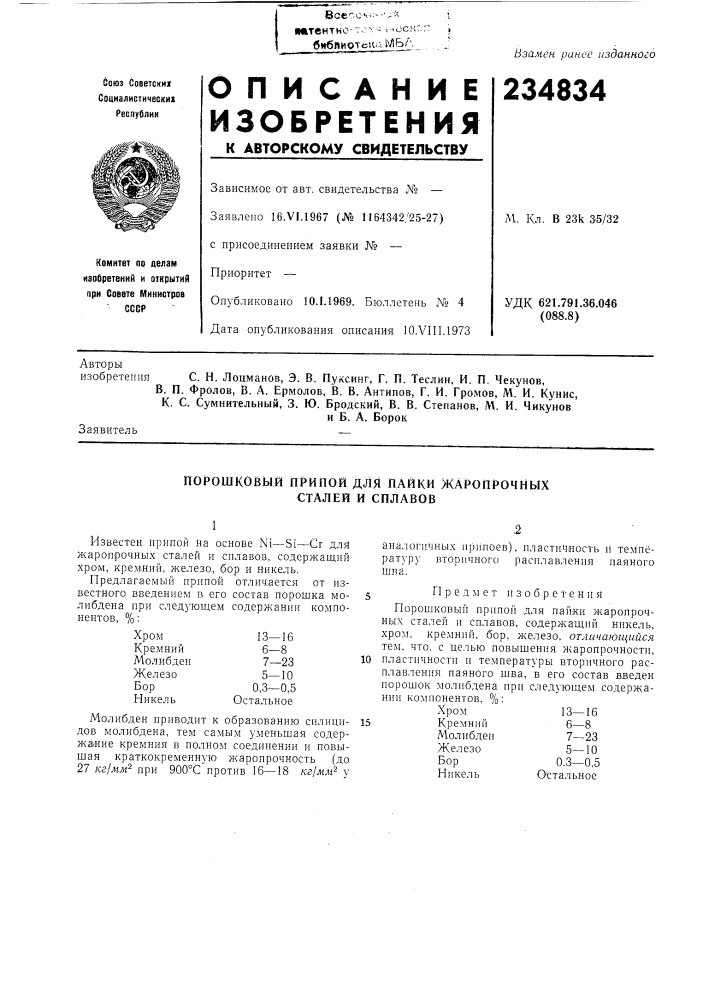 библиотека МБА
Взамен ранее изданного
Союз Советских
Социалистических
Республик
Комитет по делам
изобретений и открытий
при Совете Министров
СССР
ОПИСАНИЕ
ИЗОБРЕТЕНИЯ
К АВТОРСКОМУ СВИДЕТЕЛЬСТВУ
234834
Зависимое от авт. свидетельства № —
Заявлено 16.VI.1967 (№ 1164342/25-27)
с присоединением заявки № —
Приоритет —
Опубликовано 10.I.1969. Бюллетень № 4
Дата опубликования описания 10.VIII.1973
М. Кл. B 23k 35/32
УДК 621.791.36.046
(088.8)
Авторы
изобретения С. Н. Лоцманов, Э. В. Пуксинг, Г. П. Теслин, И. П. Чекунов,
В. П. Фролов, В. А. Ермолов, В. В. Антипов, Г. И. Громов, М. И. Кунис,
К. С. Сумнительный, З. Ю. Бродский, В. В. Степанов, М. И. Чикунов
и Б. А. Борок
Заявитель —
ПОРОШКОВЫЙ ПРИПОЙ ДЛЯ ПАЙКИ ЖАРОПРОЧНЫХ
СТАЛЕЙ И СПЛАВОВ
1
Известен припой на основе Ni—Si—Cr для
жаропрочных сталей и сплавов, содержащий
хром, кремний, железо, бор и никель.
Предлагаемый припой отличается от из-
вестного введением в его состав порошка мо-
либдена при следующем содержании компо-
нентов, %:
Хром 13—16
Кремний 6—8
Молибден 7—23
Железо 5—10
Бор 0,3—0,5
Никель Остальное
Молибден приводит к образованию силици-
дов молибдена, тем самым уменьшая содер-
жание кремния в полном соединении и повы-
шая краткокременную жаропрочность (до
27 кг/мм² при 900°С против 16—18 кг/мм² у
5
10
15
2
аналогичных припоев), пластичность и темпе-
ратуру вторичного расплавления паяного
шва.
Предмет изобретения
Порошковый припой для пайки жаропроч-
ных сталей и сплавов, содержащий никель,
хром, кремний, бор, железо, отличающийся
тем, что, с целью повышения жаропрочности,
пластичности и температуры вторичного рас-
плавления паяного шва, в его состав введен
порошок молибдена при следующем содержа-
нии компонентов, %:
Хром 13—16
Кремний 6—8
Молибден 7—23
Железо 5—10
Бор 0,3—0,5
Никель Остальное